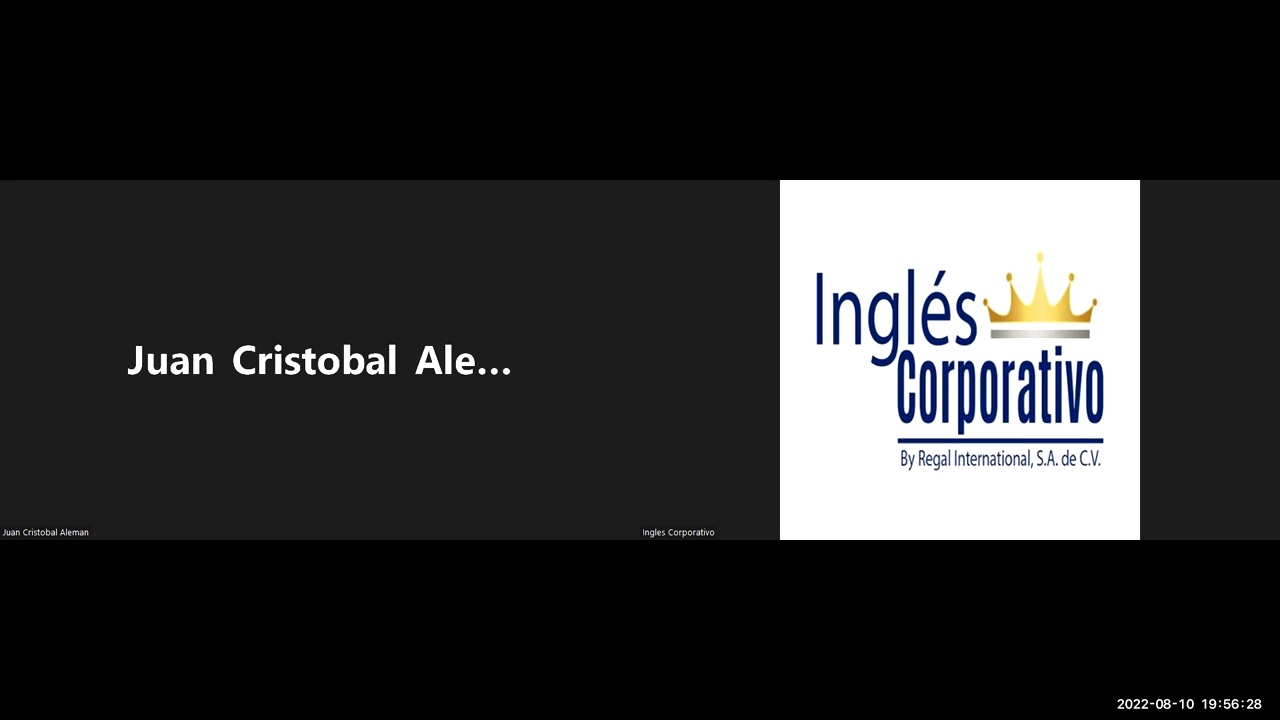 Juan Cristobal Ale...
Inglés
Corporativo
By Regal International, S.A. de C.V.
Juan Cristobal Aleman
Ingles Corporativo
2022-08-10 19:56:28